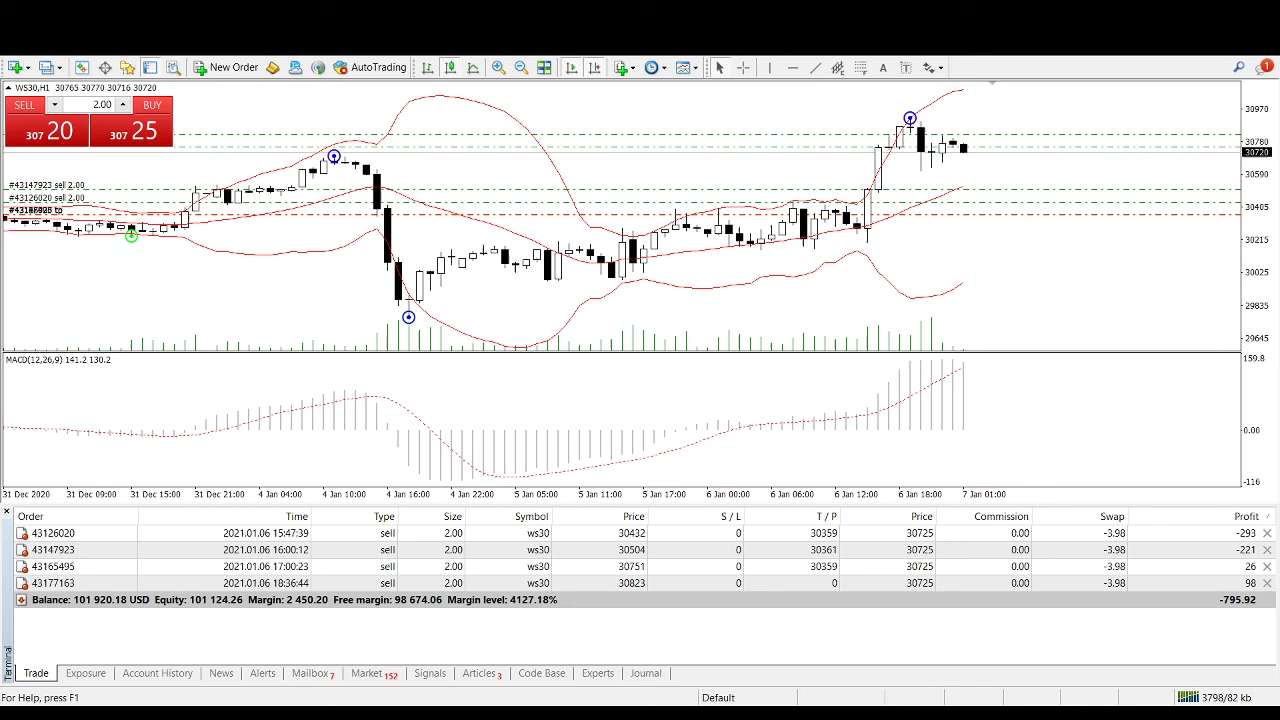 New Order AutoTrading 1
WS30,H1 30765 30770 30716 30720
SELL 2.00 BUY
307 20 307 25
30970
30780
30720
30590
#43147923 sell 2.00
#43126020 sell 2.00
30405
30215
30025
29835
29645
MACD(12,26,9) 141.2 130.2
159.8
0.00
-116
31 Dec 2020 31 Dec 09:00 31 Dec 15:00 31 Dec 21:00 4 Jan 04:00 4 Jan 10:00 4 Jan 16:00 4 Jan 22:00 5 Jan 05:00 5 Jan 11:00 5 Jan 17:00 6 Jan 00:00 6 Jan 06:00 6 Jan 12:00 6 Jan 18:00 7 Jan 01:00
Order Time Type Size Symbol Price S / L T / P Price Commission Swap Profit
43126020 2021.01.06 15:47:39 sell 2.00 ws30 30432 0 30359 30725 0.00 -3.98 -293
43147923 2021.01.06 16:00:12 sell 2.00 ws30 30504 0 30361 30725 0.00 -3.98 -221
43165495 2021.01.06 17:00:23 sell 2.00 ws30 30751 0 30359 30725 0.00 -3.98 26
43177163 2021.01.06 18:36:44 sell 2.00 ws30 30823 0 0 30725 0.00 -3.98 98
Balance: 101 920.18 USD Equity: 101 124.26 Margin: 2 450.20 Free margin: 98 674.06 Margin level: 4127.18% -795.92
Terminal
Trade Exposure Account History News Alerts Mailbox 7 Market 152 Signals Articles 3 Code Base Experts Journal
For Help, press F1 Default 3798/82 kb